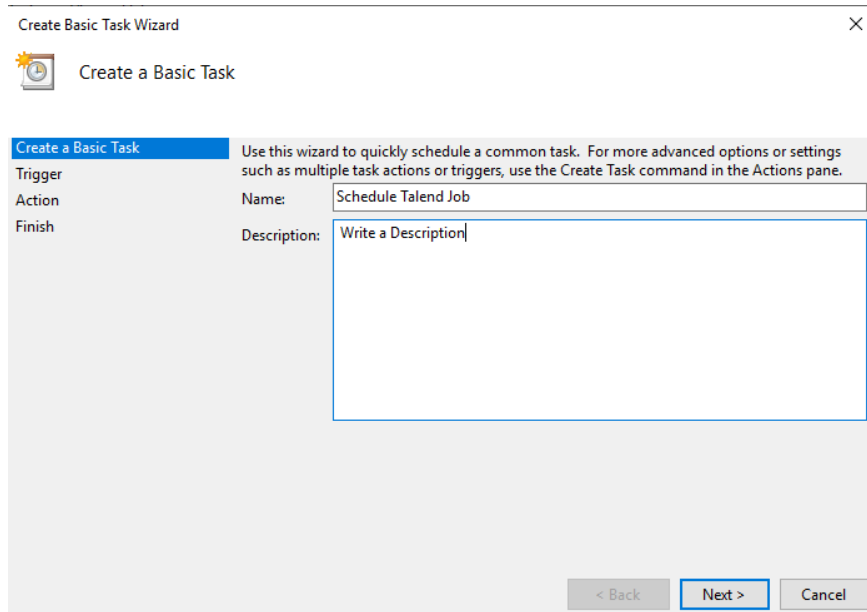 Create Basic Task Wizard
Create a Basic Task
Create a Basic Task
Trigger
Action
Finish
Use this wizard to quickly schedule a common task.  For more advanced options or settings
such as multiple task actions or triggers, use the Create Task command in the Actions pane.
Name:
Schedule Talend Job
Description:
Write a Description
< Back
Next >
Cancel